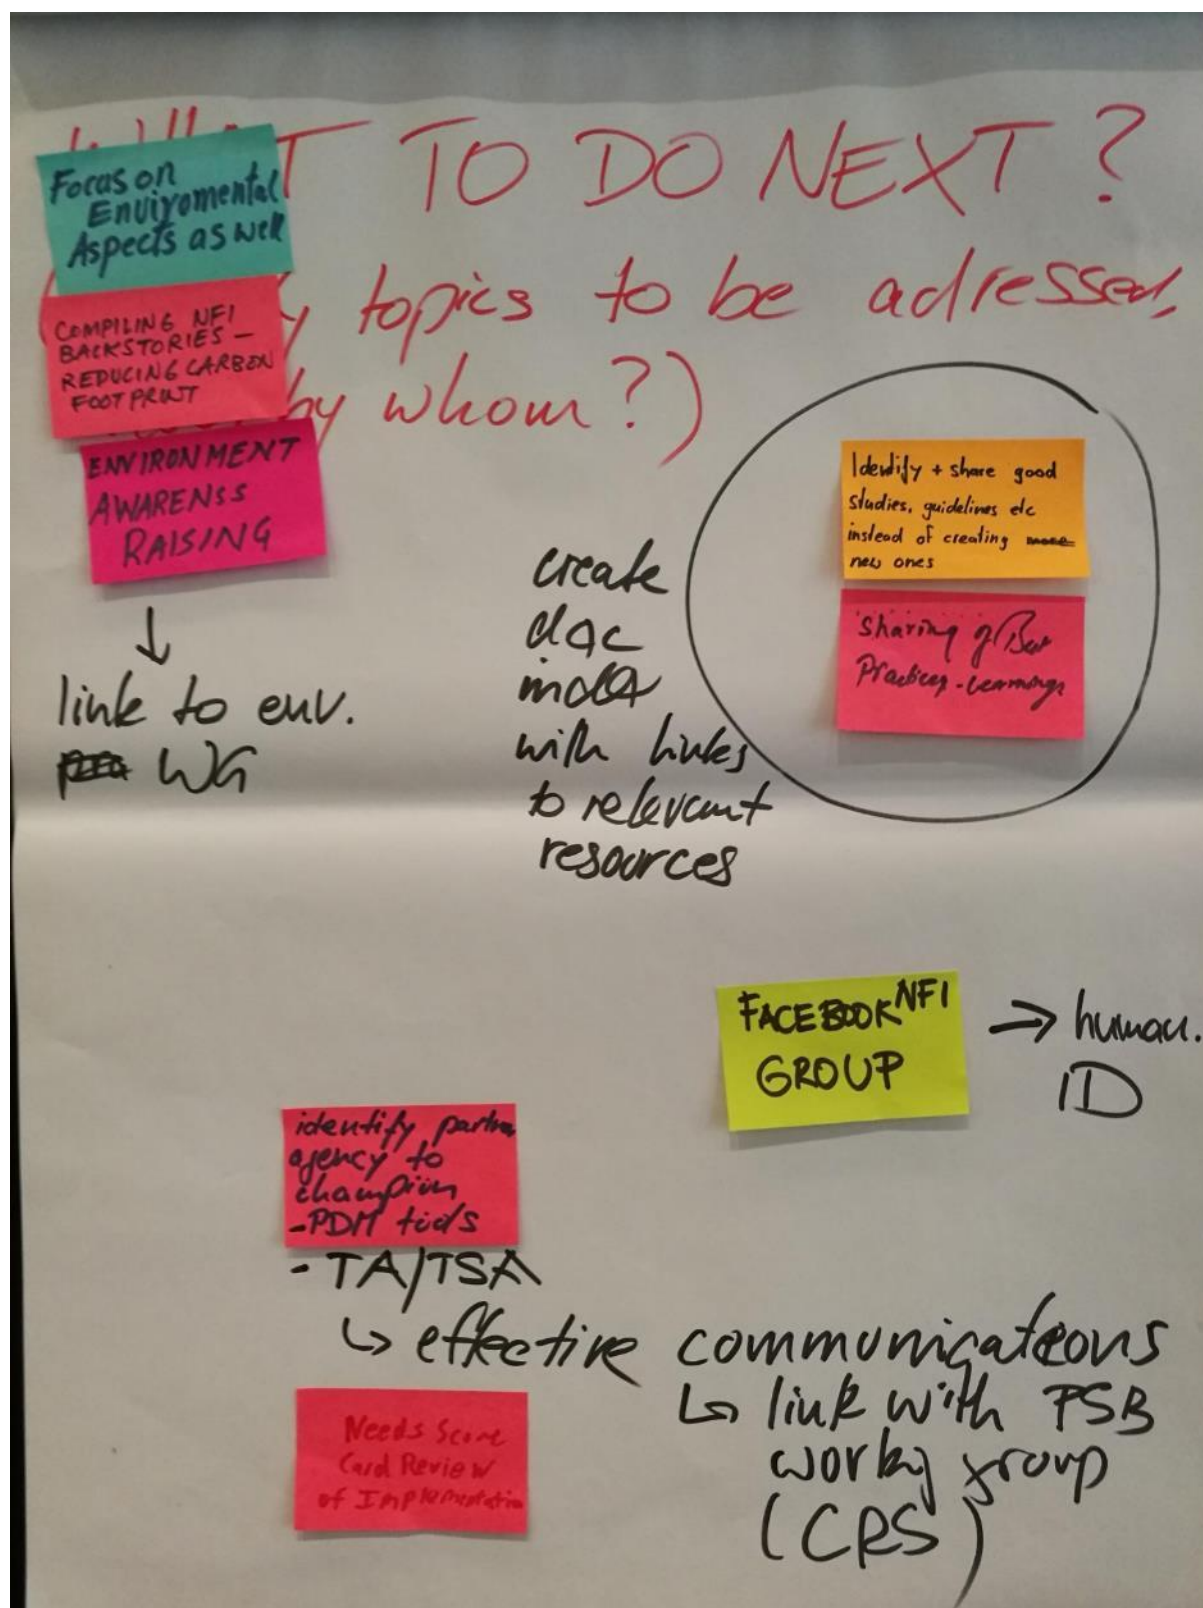 WHAT TO DO NEXT?
topics to be adressed,
by whom?)
Focus on
Enviromental
Aspects as well
COMPILING NFI
BACKSTORIES –
REDUCING CARBON
FOOTPRINT
ENVIRONMENT
AWARENSS
RAISING
↓
link to env.
WG
Identify + share good
studies, guidelines etc
instead of creating more
new ones
Sharing of Best
Practices - Learnings
create
doc
with links
to relevant
resources
FACEBOOK NFI
GROUP
→ human.
ID
identify partner
agency to
champion
- PDM tools
- TA/TSA
↳ effective communications
↳ link with PSB
working group
(CRS)
Needs Score
Card Review
of Implementation